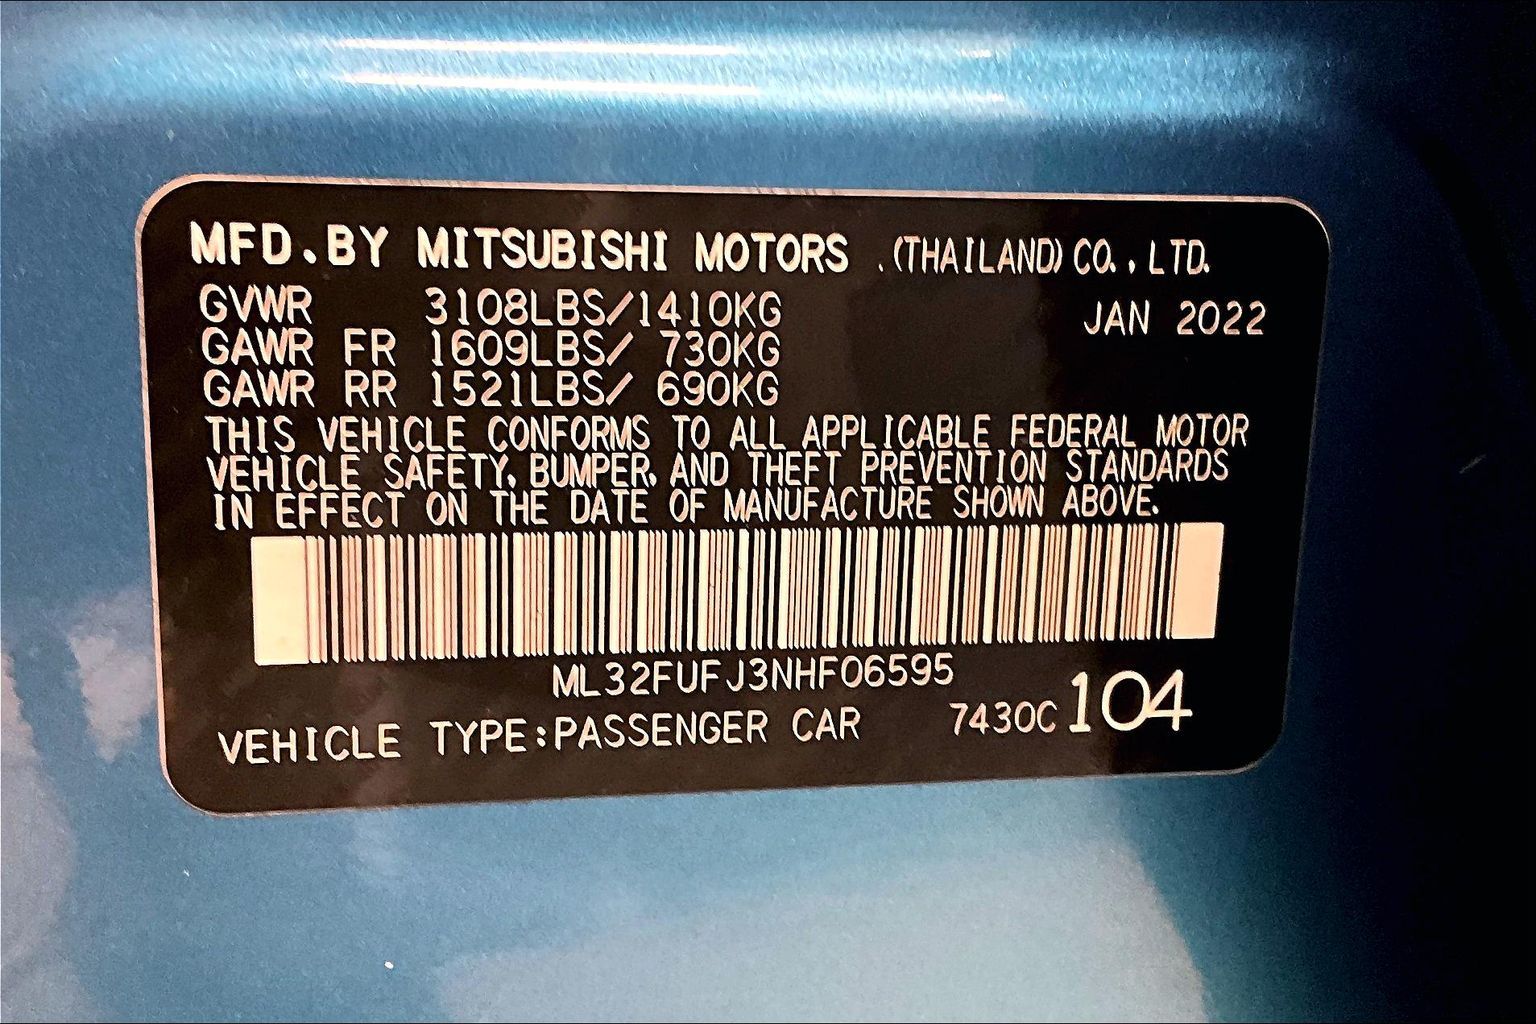 MFD.BY MITSUBISHI MOTORS .(THAILAND) CO., LTD.
GVWR 3108LBS/1410KG JAN 2022
GAWR FR 1609LBS/ 730KG
GAWR RR 1521LBS/ 690KG
THIS VEHICLE CONFORMS TO ALL APPLICABLE FEDERAL MOTOR
VEHICLE SAFETY, BUMPER, AND THEFT PREVENTION STANDARDS
IN EFFECT ON THE DATE OF MANUFACTURE SHOWN ABOVE.
ML32FUFJ3NHF06595
VEHICLE TYPE:PASSENGER CAR 7430C 104